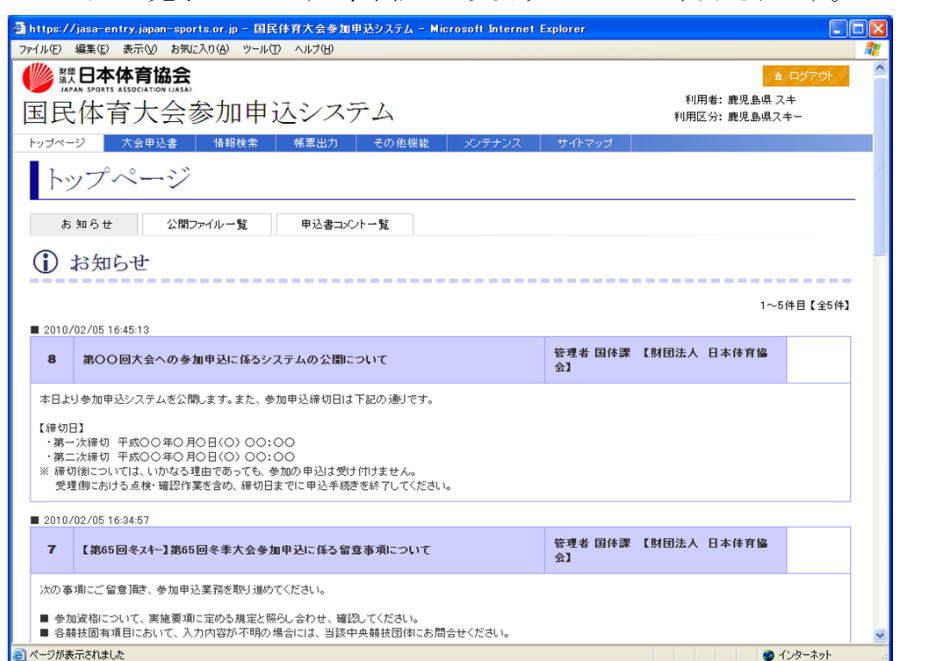 https://jasa-entry.japan-sports.or.jp - 国民体育大会参加申込システム - Microsoft Internet Explorer
ファイル(F) 編集(E) 表示(V) お気に入り(A) ツール(T) ヘルプ(H)
財団法人 日本体育協会
JAPAN SPORTS ASSOCIATION (JASA)
ログアウト
国民体育大会参加申込システム
利用者: 鹿児島県 スキ
利用区分: 鹿児島県スキー
トップページ 大会申込書 情報検索 帳票出力 その他機能 メンテナンス サイトマップ
トップページ
お知らせ 公開ファイル一覧 申込書コメント一覧
お知らせ
1～5件目【全5件】
■ 2010/02/05 16:45:13
8 第〇〇回大会への参加申込に係るシステムの公開について 管理者 国体課 【財団法人 日本体育協会】
本日より参加申込システムを公開します。また、参加申込締切日は下記の通りです。
【締切日】
・第一次締切 平成〇〇年〇月〇日(〇) 〇〇:〇〇
・第二次締切 平成〇〇年〇月〇日(〇) 〇〇:〇〇
※ 締切後については、いかなる理由であっても、参加の申込は受け付けません。
受理側における点検・確認作業を含め、締切日までに申込手続きを終了してください。
■ 2010/02/05 16:34:57
7 【第65回冬スキー】第65回冬季大会参加申込に係る留意事項について 管理者 国体課 【財団法人 日本体育協会】
次の事項にご留意頂き、参加申込業務を取り進めてください。
■ 参加資格について、実施要項に定める規定と照らし合わせ、確認してください。
■ 各競技固有項目において、入力内容が不明の場合には、当該中央競技団体にお問合せください。
ページが表示されました インターネット